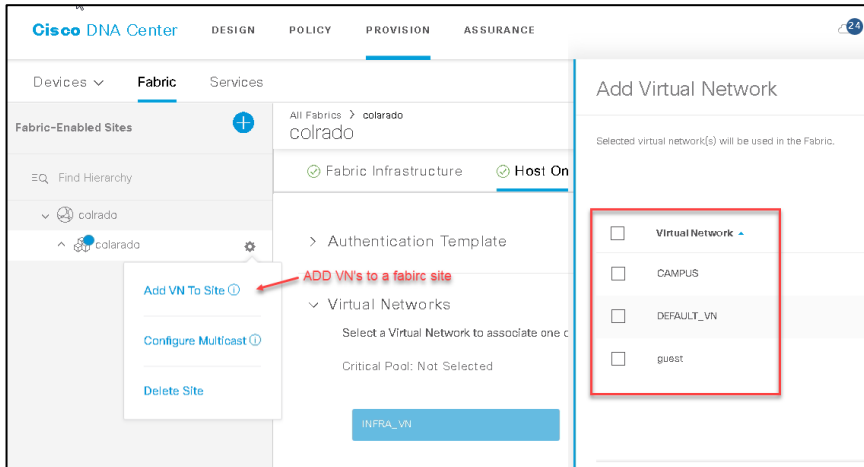 Cisco DNA Center DESIGN POLICY PROVISION ASSURANCE 24
Devices Fabric Services
Fabric-Enabled Sites
Find Hierarchy
colrado
colarado
Add VN To Site
Configure Multicast
Delete Site
All Fabrics > colarado
colrado
Fabric Infrastructure Host On
> Authentication Template
ADD VN's to a fabirc site
Virtual Networks
Select a Virtual Network to associate one o
Critical Pool: Not Selected
INFRA_VN
Add Virtual Network
Selected virtual network(s) will be used in the Fabric.
Virtual Network
CAMPUS
DEFAULT_VN
guest